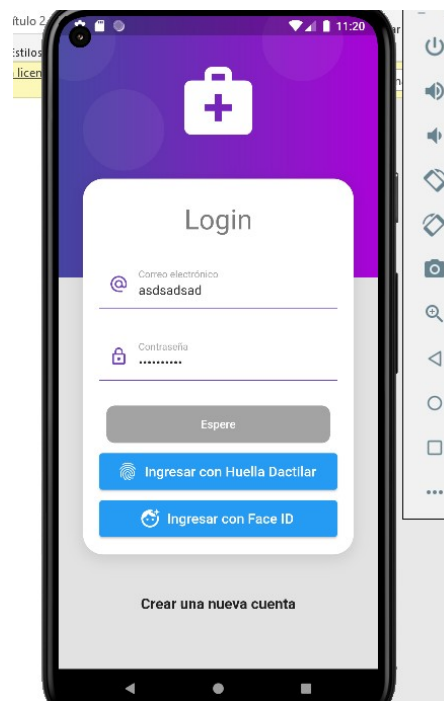 ítulo 2
11:20
Estilos
licen
Login
Correo electrónico
asdsadsad
Contraseña
••••••••••
Espere
Ingresar con Huella Dactilar
Ingresar con Face ID
Crear una nueva cuenta